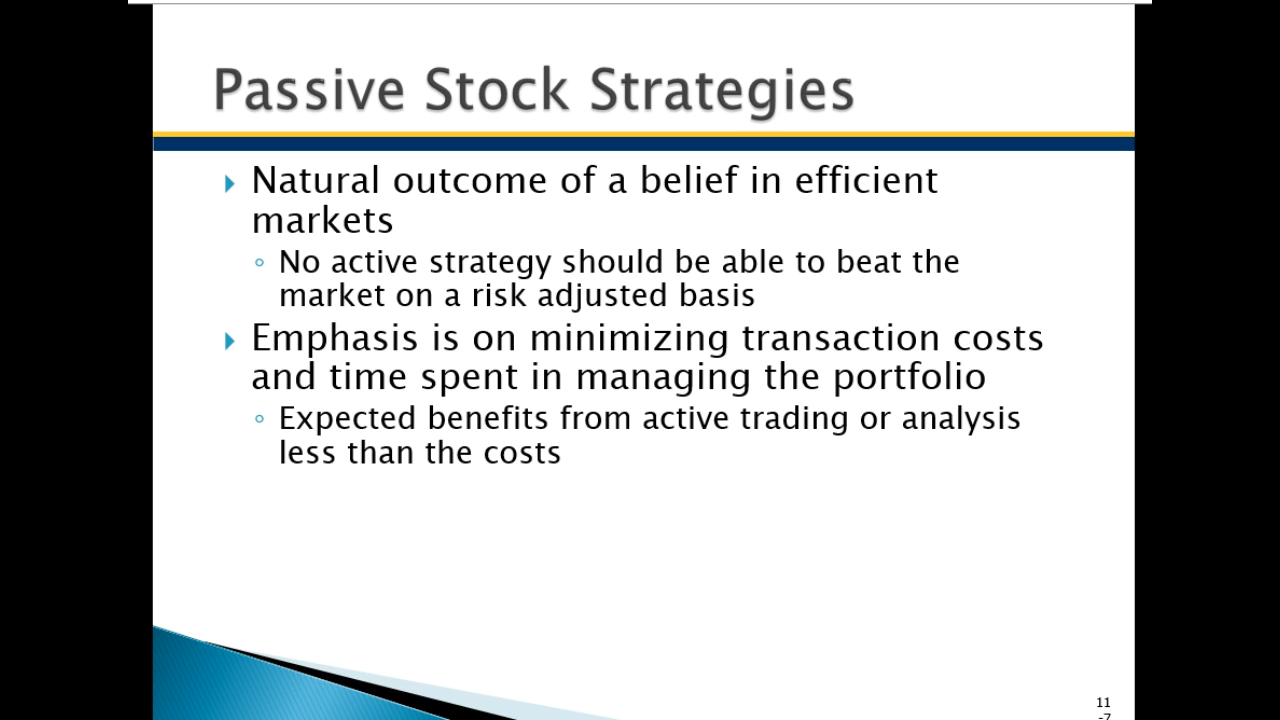 Passive Stock Strategies
Natural outcome of a belief in efficient
markets
No active strategy should be able to beat the
market on a risk adjusted basis
Emphasis is on minimizing transaction costs
and time spent in managing the portfolio
Expected benefits from active trading or analysis
less than the costs
11
-7